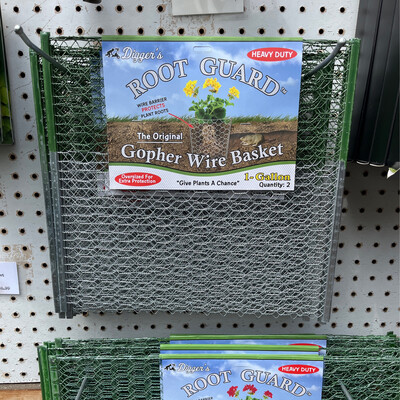 Digger's
HEAVY DUTY
ROOT GUARD™
WIRE BARRIER
PROTECTS
PLANT ROOTS
The Original
Gopher Wire Basket
Oversized For
Extra Protection
"Give Plants A Chance"
1-Gallon
Quantity: 2
Digger's
HEAVY DUTY
ROOT GUARD